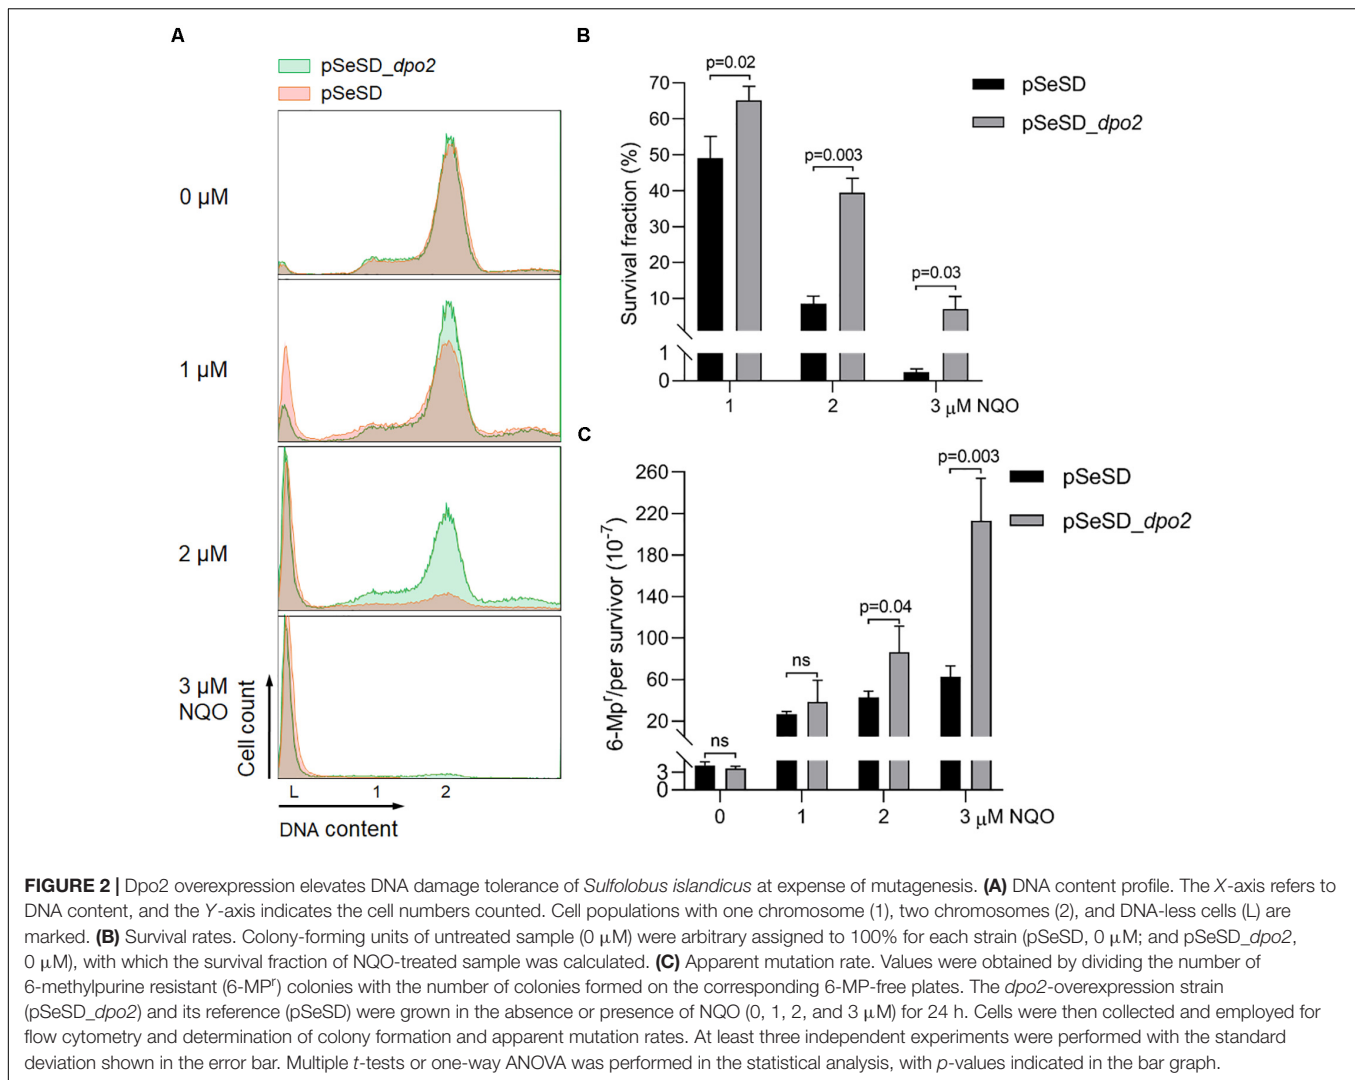 A
pSeSD_dpo2
pSeSD
0 µM
1 µM
2 µM
3 µM
NQO
Cell count
L 1 2
DNA content
B
pSeSD
pSeSD_dpo2
Survival fraction (%)
70
60
50
40
30
20
10
1
0
p=0.02
p=0.003
p=0.03
1 2 3 μM NQO
C
pSeSD
pSeSD_dpo2
6-Mpʳ/per survivor (10⁻⁷)
260
220
180
140
100
60
20
3
0
ns
ns
p=0.04
p=0.003
0 1 2 3 μM NQO
FIGURE 2 | Dpo2 overexpression elevates DNA damage tolerance of Sulfolobus islandicus at expense of mutagenesis. (A) DNA content profile. The X-axis refers to
DNA content, and the Y-axis indicates the cell numbers counted. Cell populations with one chromosome (1), two chromosomes (2), and DNA-less cells (L) are
marked. (B) Survival rates. Colony-forming units of untreated sample (0 μM) were arbitrary assigned to 100% for each strain (pSeSD, 0 μM; and pSeSD_dpo2,
0 μM), with which the survival fraction of NQO-treated sample was calculated. (C) Apparent mutation rate. Values were obtained by dividing the number of
6-methylpurine resistant (6-MPʳ) colonies with the number of colonies formed on the corresponding 6-MP-free plates. The dpo2-overexpression strain
(pSeSD_dpo2) and its reference (pSeSD) were grown in the absence or presence of NQO (0, 1, 2, and 3 μM) for 24 h. Cells were then collected and employed for
flow cytometry and determination of colony formation and apparent mutation rates. At least three independent experiments were performed with the standard
deviation shown in the error bar. Multiple t-tests or one-way ANOVA was performed in the statistical analysis, with p-values indicated in the bar graph.